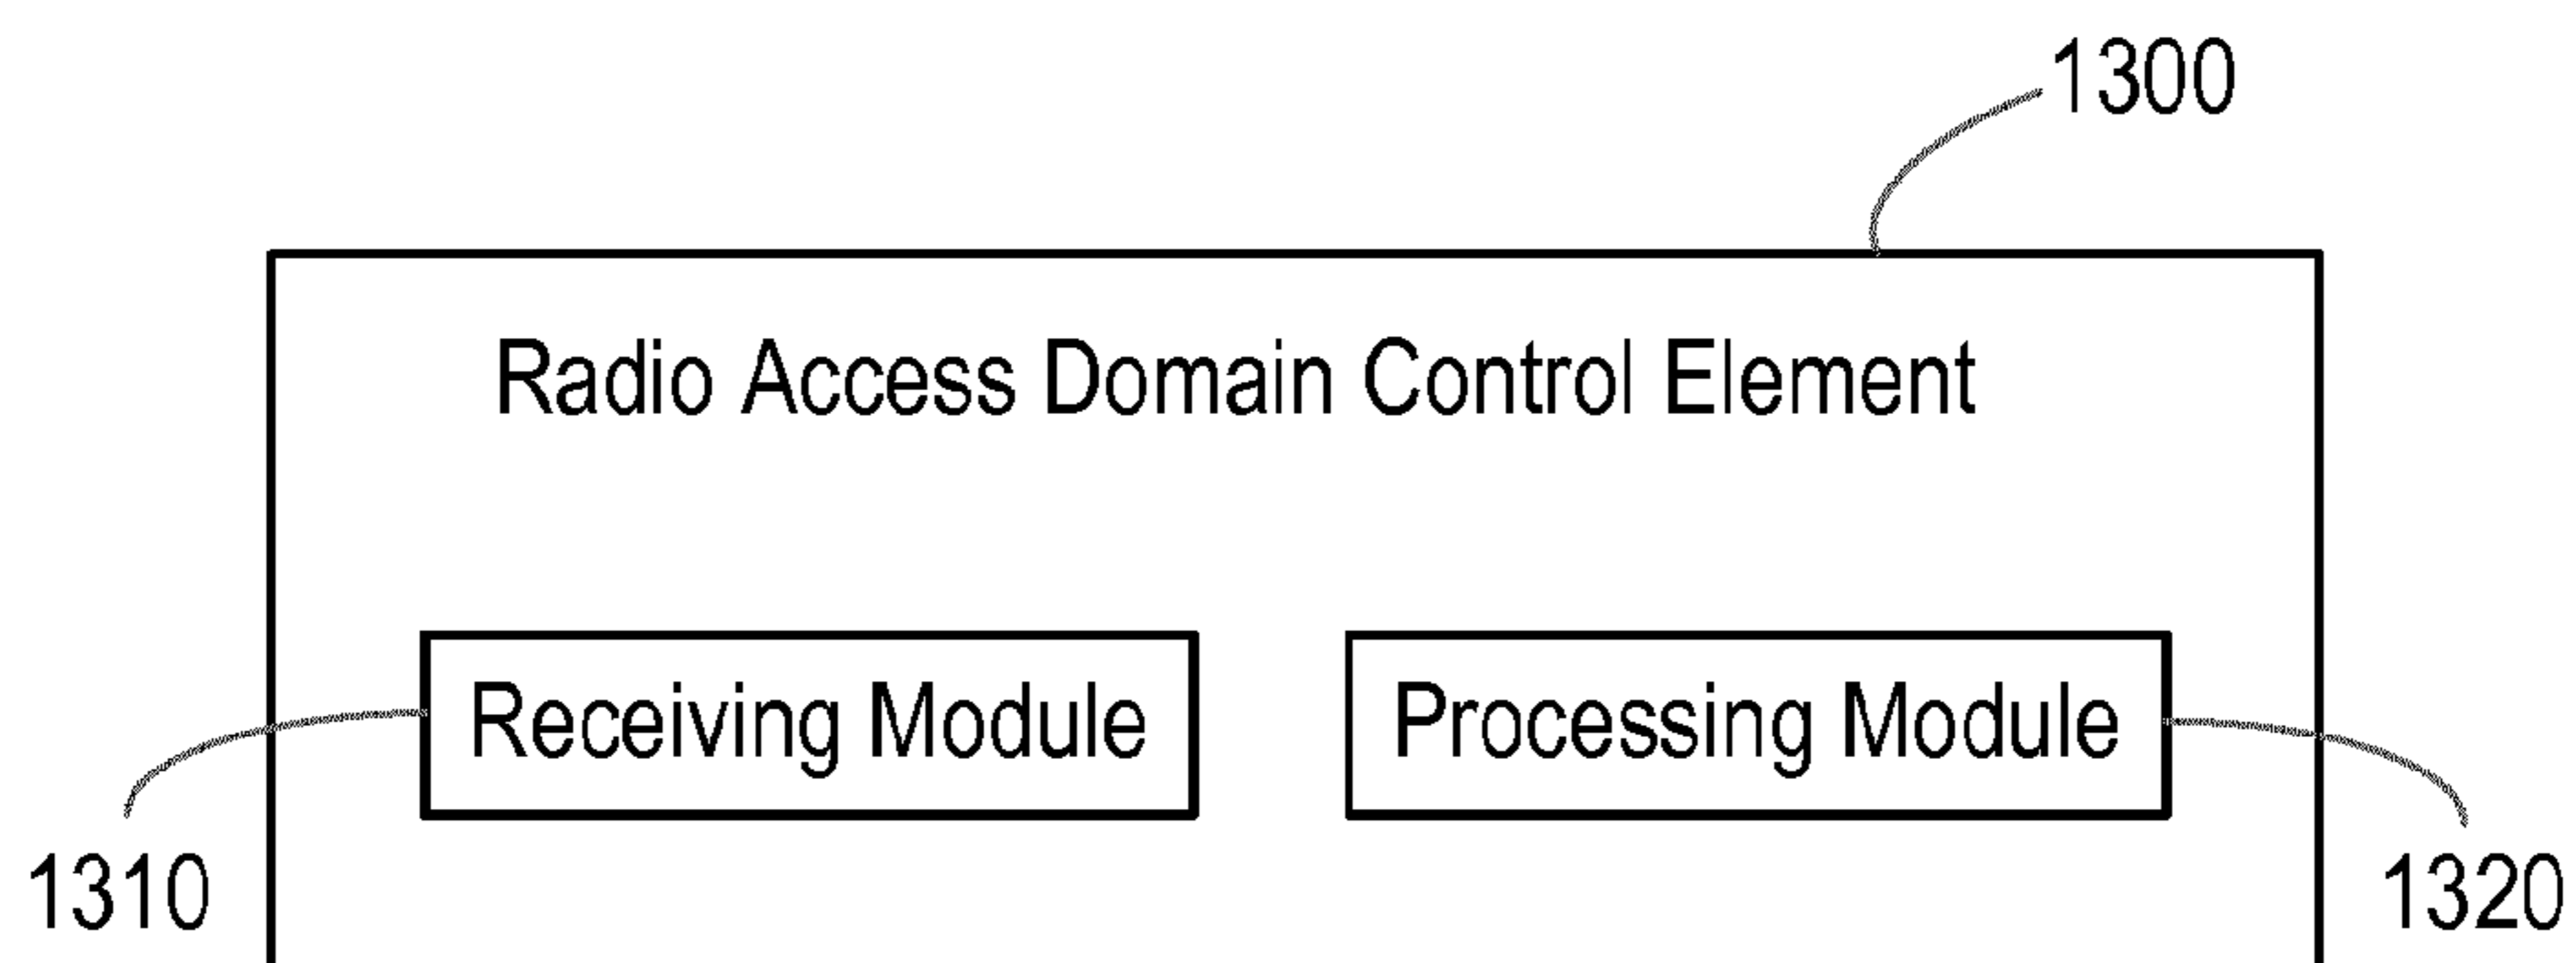 1300
Radio Access Domain Control Element
Receiving Module
Processing Module
1310
1320